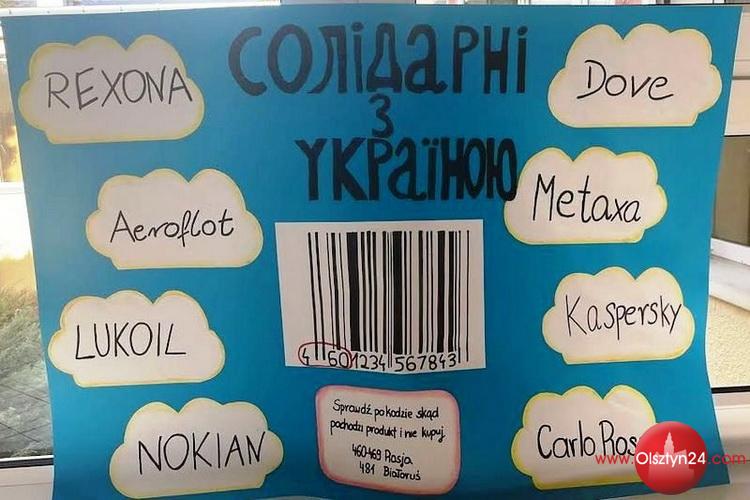 СОЛІДАРНІ
З
УКРАЇНОЮ
REXONA
Dove
Aeroflot
Metaxa
LUKOIL
Kaspersky
NOKIAN
Carlo Ros
4 601234 567843
Sprawdź po kodzie skąd
pochodzi produkt i nie kupuj.
460-469 Rosja
481 Białoruś
www.Olsztyn24.com